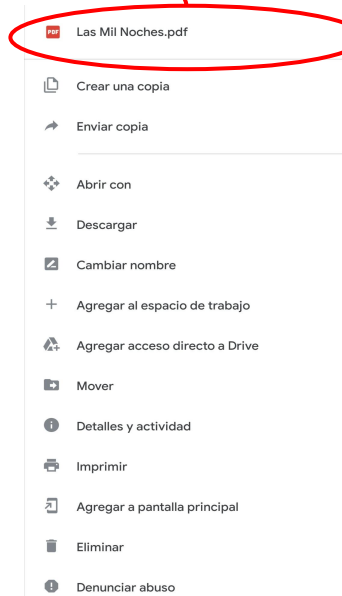 PDF Las Mil Noches.pdf
Crear una copia
Enviar copia
Abrir con
Descargar
Cambiar nombre
Agregar al espacio de trabajo
Agregar acceso directo a Drive
Mover
Detalles y actividad
Imprimir
Agregar a pantalla principal
Eliminar
Denunciar abuso